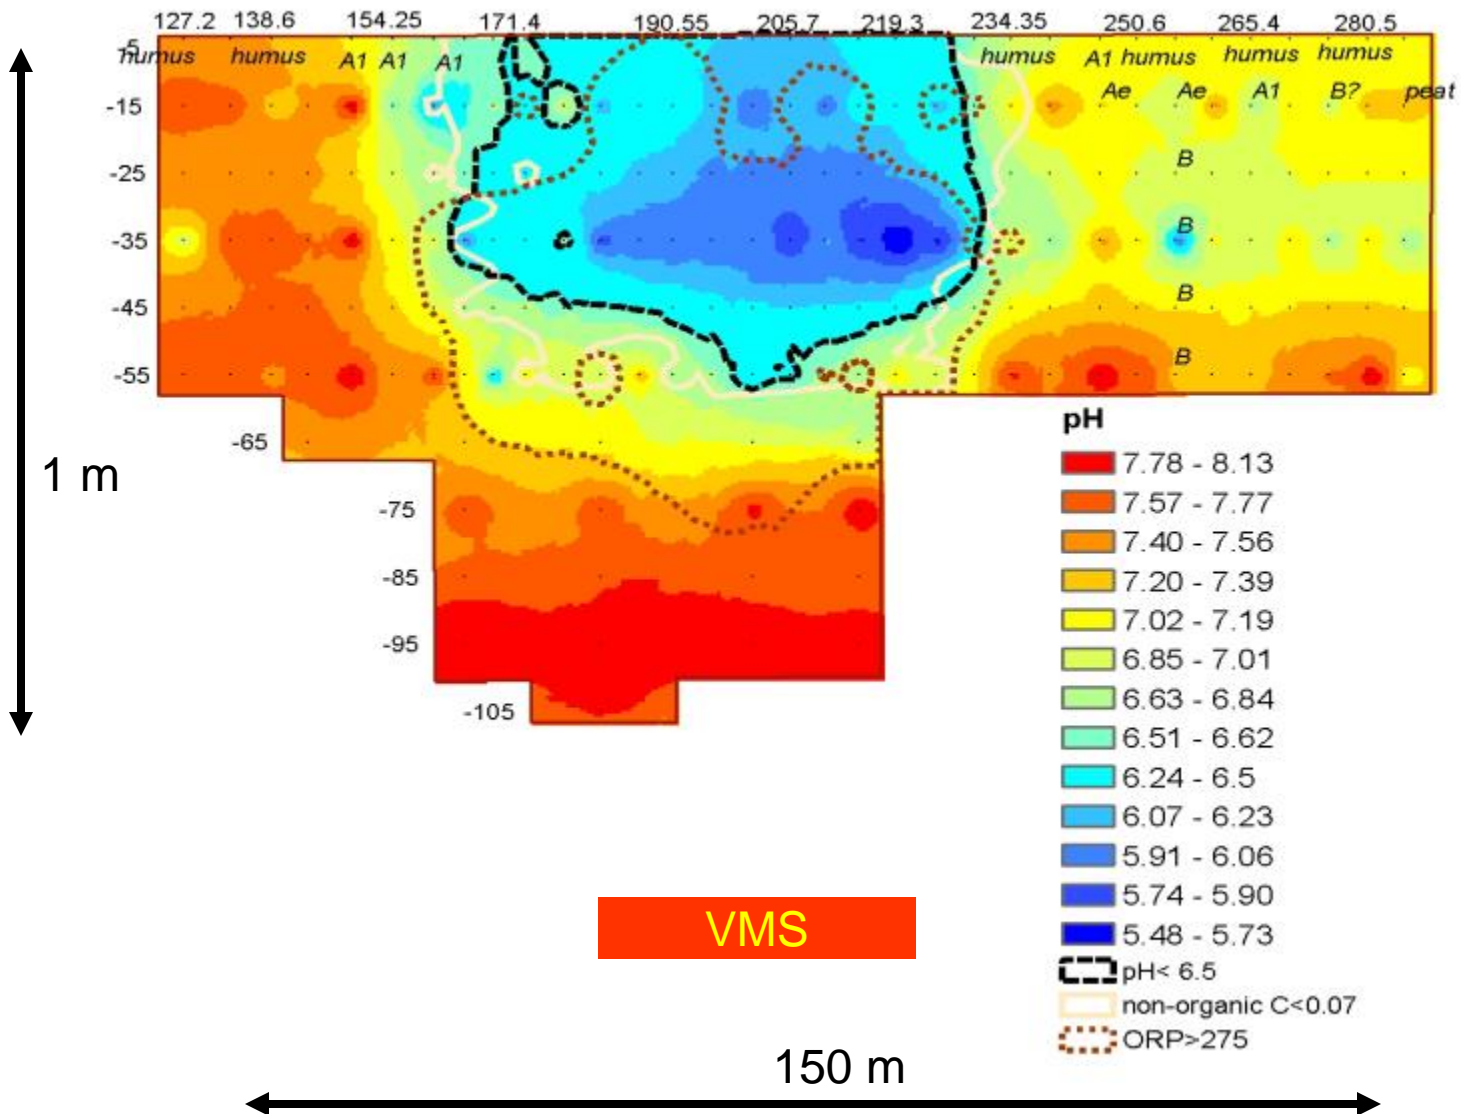 127.2 138.6 154.25 171.4 190.55 205.7 219.3 234.35 250.6 265.4 280.5
-5
humus humus A1 A1 A1 humus A1 humus humus humus
-15 Ae Ae A1 B? peat
-25 B
-35 B
-45 B
-55 B
-65
-75
-85
-95
-105
1 m
pH
7.78 - 8.13
7.57 - 7.77
7.40 - 7.56
7.20 - 7.39
7.02 - 7.19
6.85 - 7.01
6.63 - 6.84
6.51 - 6.62
6.24 - 6.5
6.07 - 6.23
5.91 - 6.06
5.74 - 5.90
5.48 - 5.73
pH< 6.5
non-organic C<0.07
ORP>275
VMS
150 m